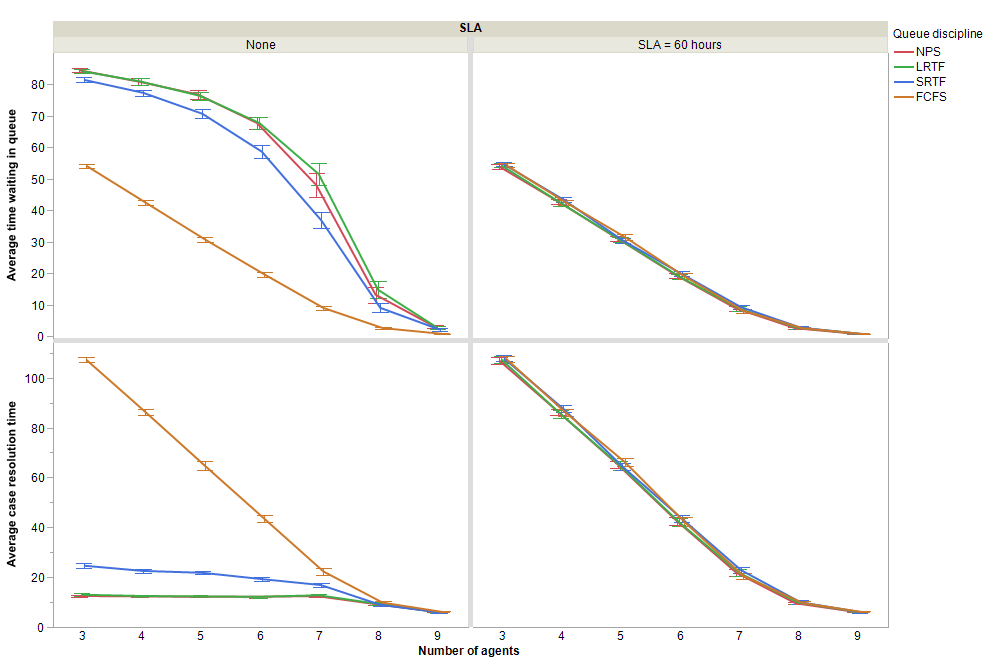 SLA
None
SLA = 60 hours
Queue discipline
NPS
LRTF
SRTF
FCFS
Average time waiting in queue
80
70
60
50
40
30
20
10
0
Average case resolution time
100
80
60
40
20
0
3 4 5 6 7 8 9
3 4 5 6 7 8 9
Number of agents